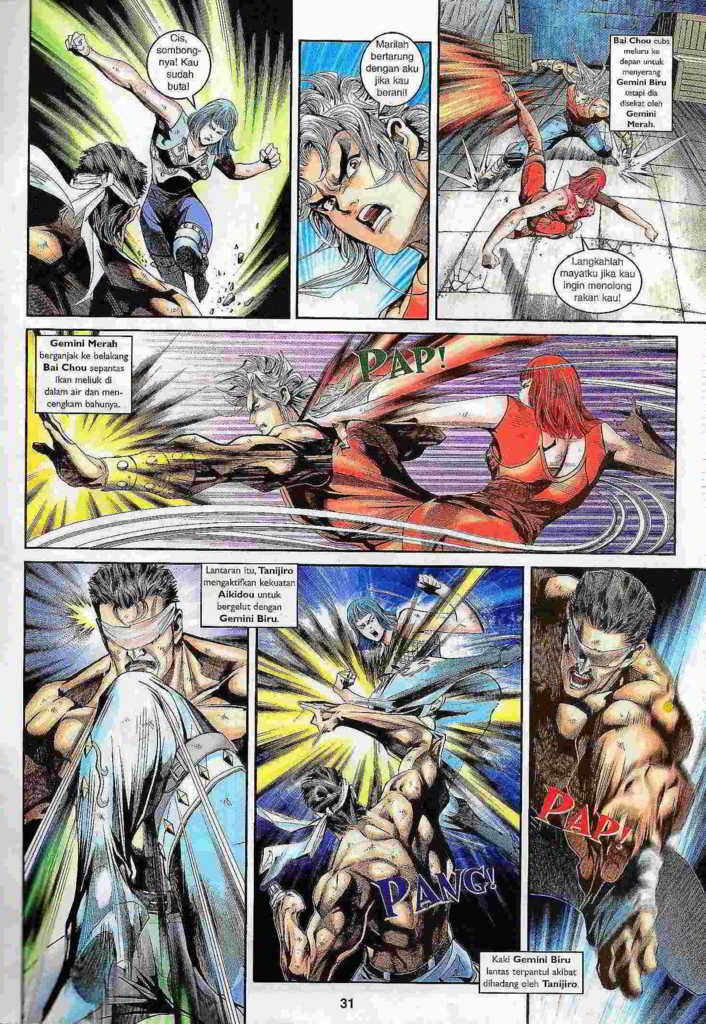 Cis,
sombong-
nya! Kau
sudah
buta!
Marilah
bertarung
dengan aku
jika kau
berani!
Bai Chou cuba
meluru ke
depan untuk
menyerang
Gemini Biru
tetapi dia
disekat oleh
Gemini
Merah.
Langkahlah
mayatku jika kau
ingin menolong
rakan kau!
Gemini Merah
berganjak ke belakang
Bai Chou sepantas
ikan meliuk di
dalam air dan men-
cengkam bahunya.
PAP!
Lantaran itu, Tanijiro
mengaktifkan kekuatan
Aikidou untuk
bergelut dengan
Gemini Biru.
PANG!
PAP!
Kaki Gemini Biru
lantas terpantul akibat
dihadang oleh Tanijiro.
31